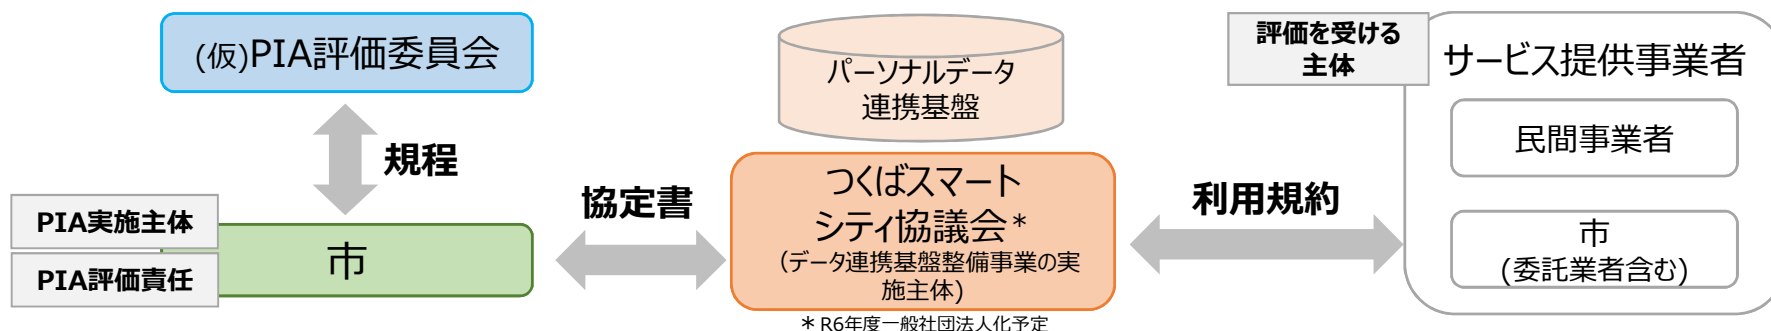 (仮)PIA評価委員会
規程
PIA実施主体
PIA評価責任
市
協定書
パーソナルデータ
連携基盤
つくばスマート
シティ協議会*
(データ連携基盤整備事業の実
施主体)
* R6年度一般社団法人化予定
利用規約
評価を受ける
主体
サービス提供事業者
民間事業者
市
(委託業者含む)